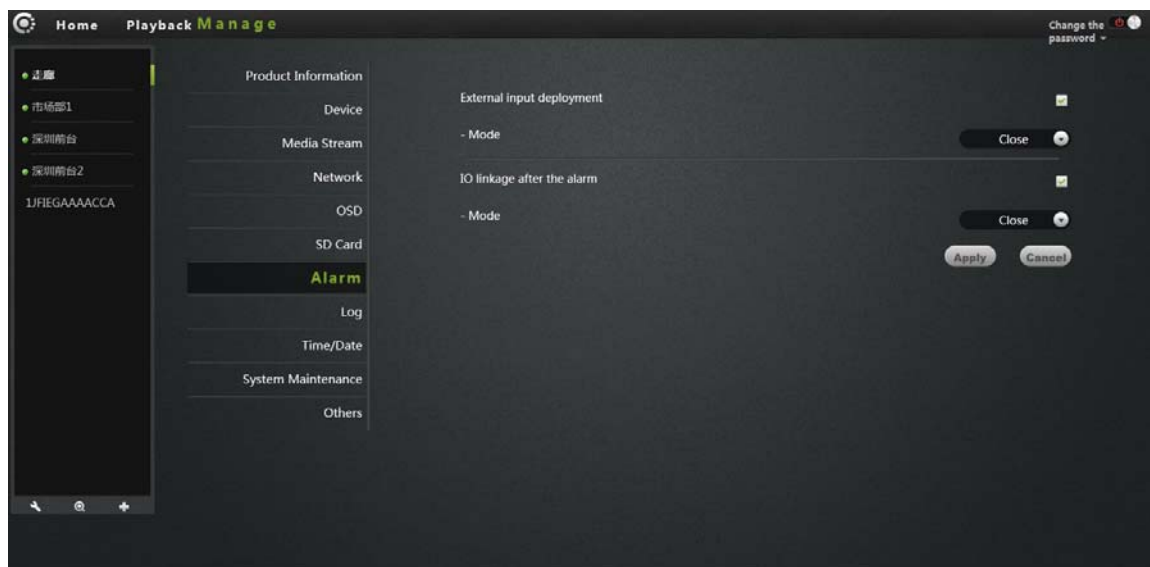 Home Playback Manage
Change the
password
走廊
市场部1
深圳前台
深圳前台2
1JFIEGAAAACCA
Product Information
Device
Media Stream
Network
OSD
SD Card
Alarm
Log
Time/Date
System Maintenance
Others
External input deployment
- Mode Close
IO linkage after the alarm
- Mode Close
Apply Cancel